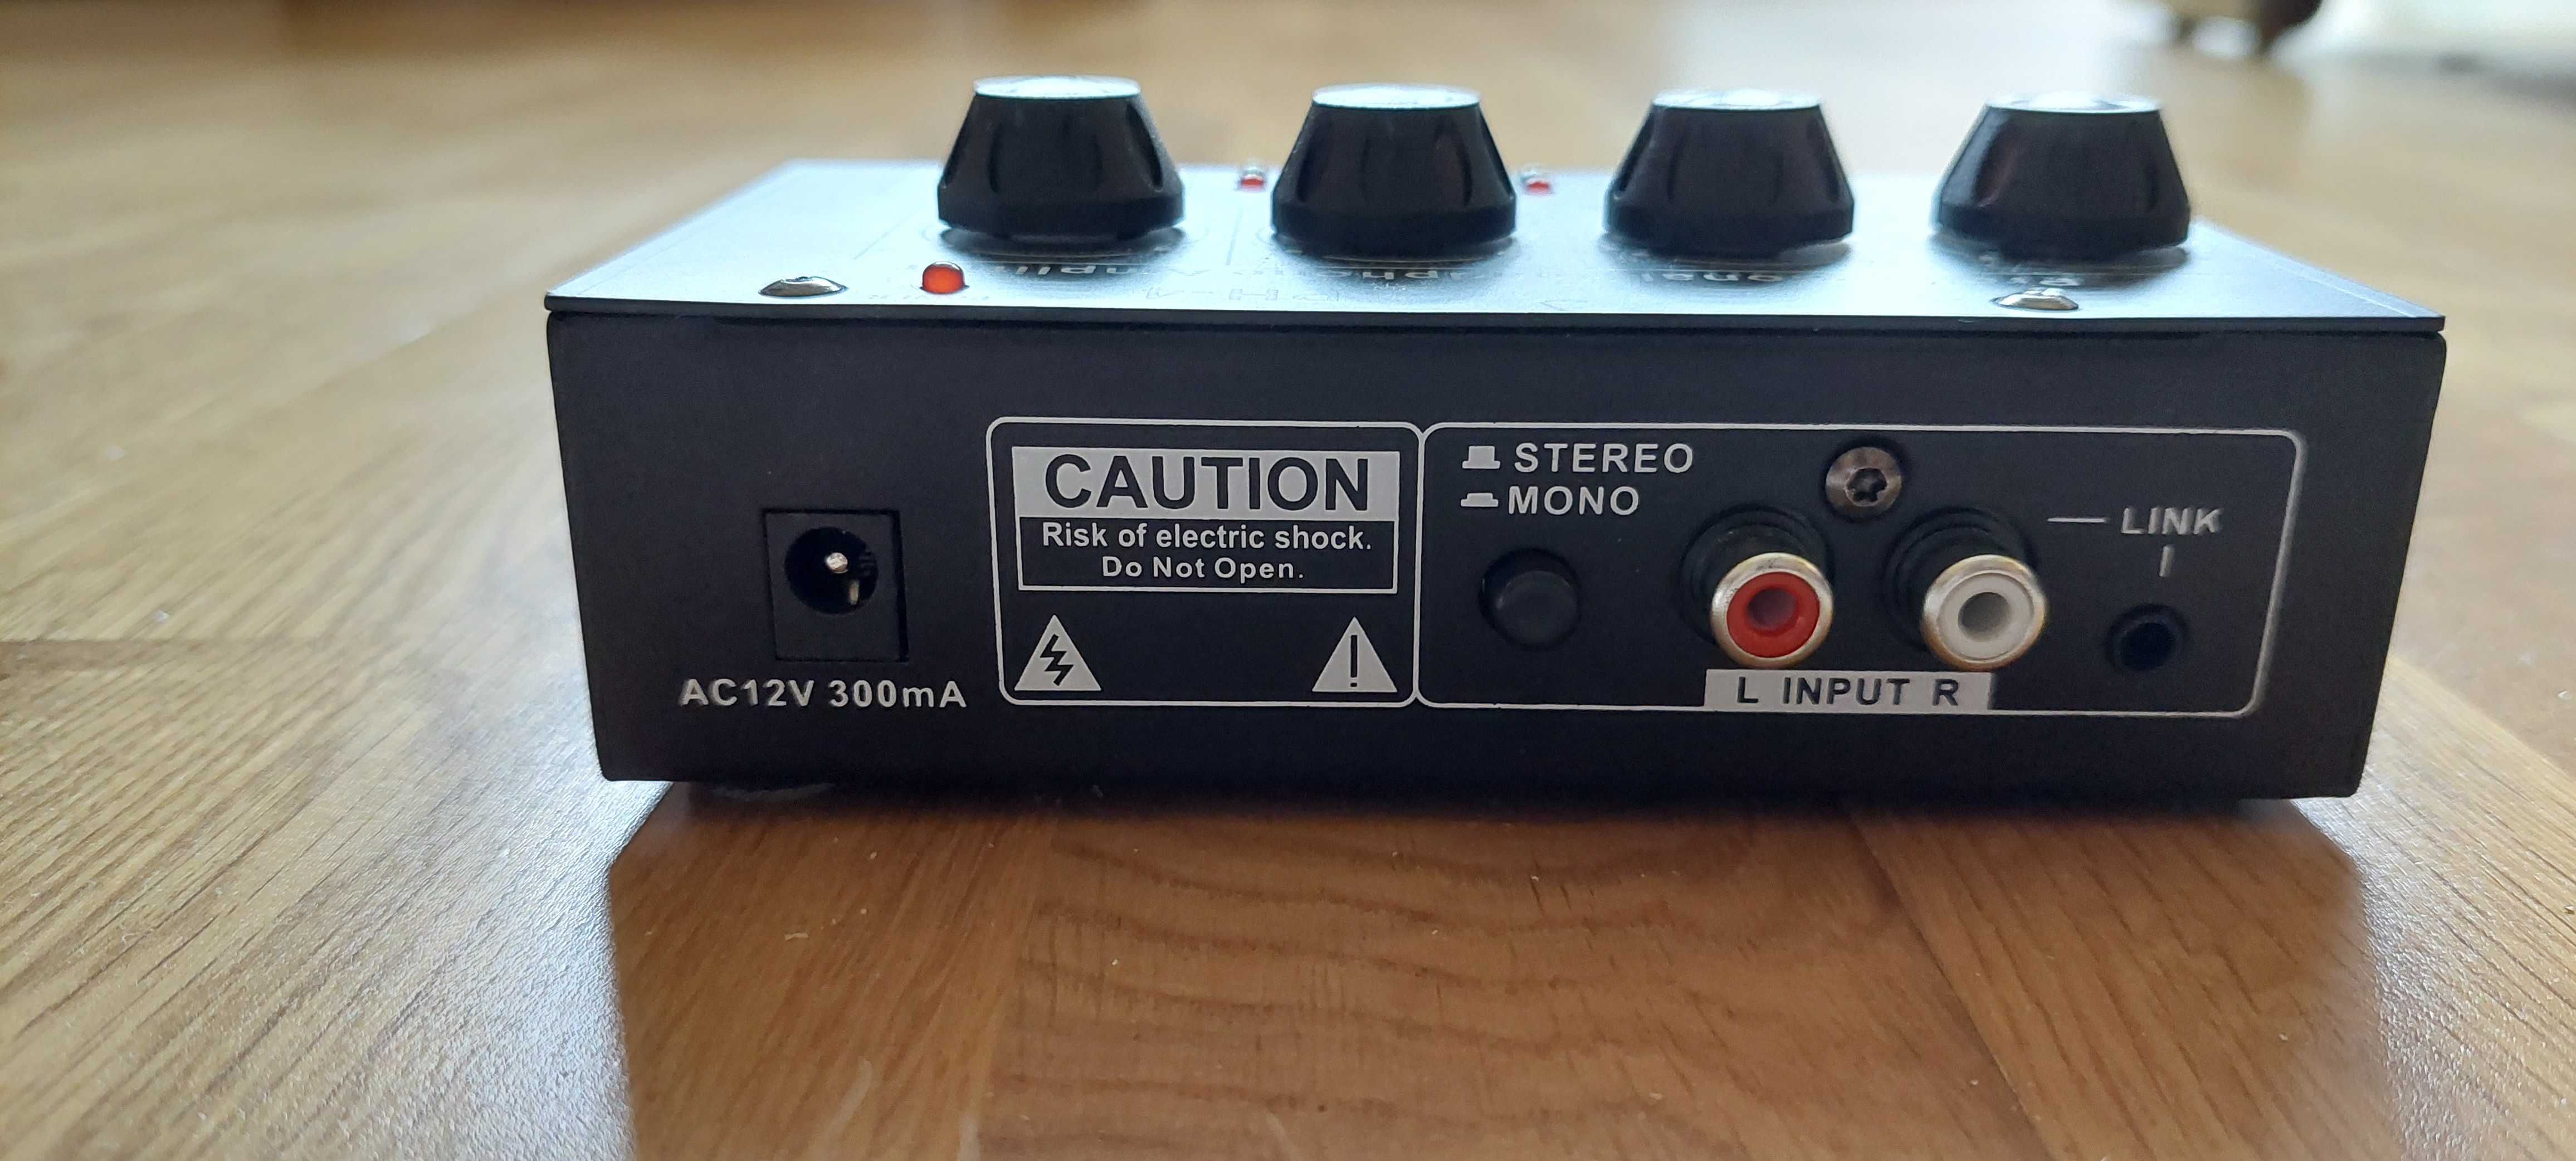 AC12V 300mA
CAUTION
Risk of electric shock.
Do Not Open.
STEREO
MONO
L INPUT R
LINK